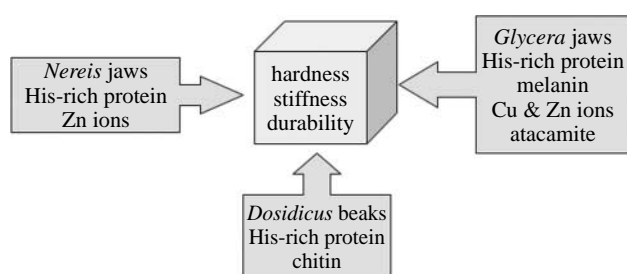 Nereis jaws
His-rich protein
Zn ions
hardness
stiffness
durability
Glycera jaws
His-rich protein
melanin
Cu & Zn ions
atacamite
Dosidicus beaks
His-rich protein
chitin